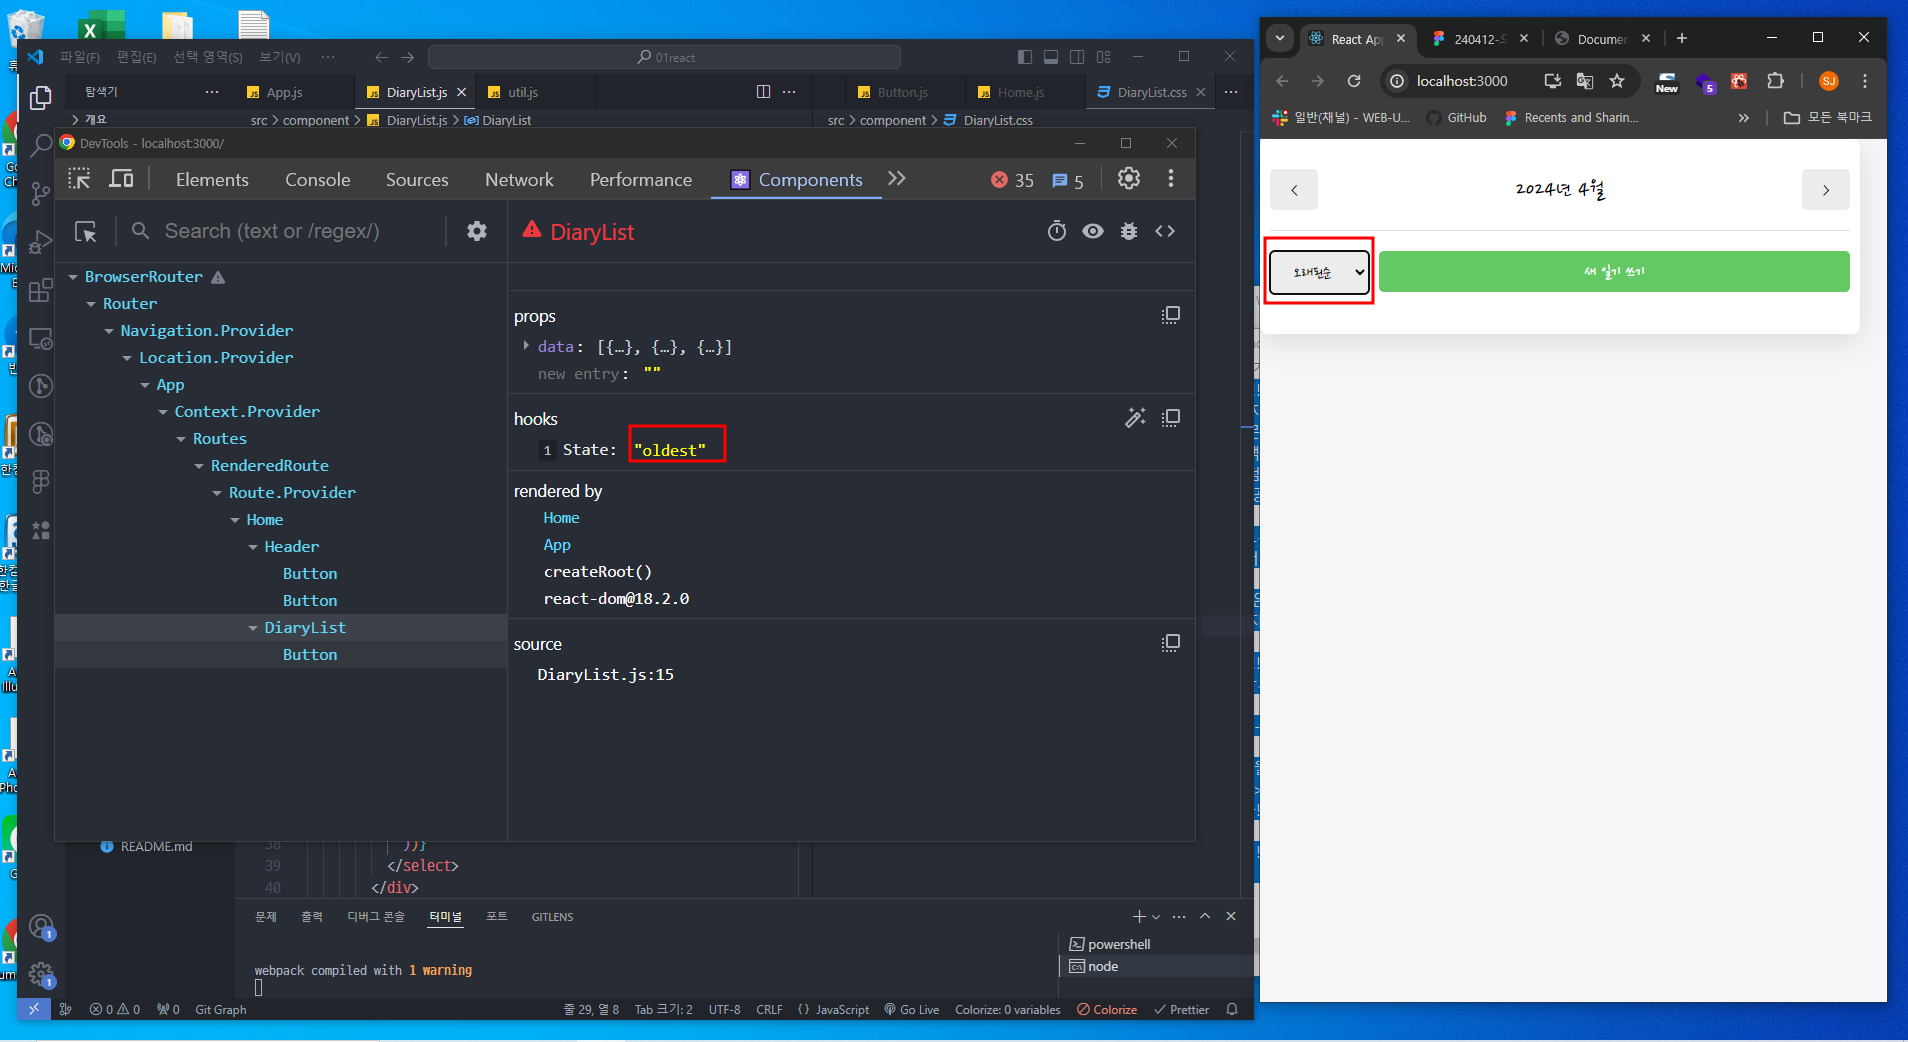 파일(F) 편집(E) 선택 영역(S) 보기(V) ··· 01react
탐색기 ··· App.js DiaryList.js util.js ··· Button.js Home.js DiaryList.css ···
개요 src > component > DiaryList.js > DiaryList src > component > DiaryList.css
DevTools - localhost:3000/
Elements Console Sources Network Performance Components 35 5
Search (text or /regex/) DiaryList
BrowserRouter
Router
Navigation.Provider
Location.Provider
App
Context.Provider
Routes
RenderedRoute
Route.Provider
Home
Header
Button
Button
DiaryList
Button
props
data: [{…}, {…}, {…}]
new entry: ""
hooks
1 State: "oldest"
rendered by
Home
App
createRoot()
react-dom@18.2.0
source
DiaryList.js:15
README.md
38 ))}
39 </select>
40 </div>
문제 출력 디버그 콘솔 터미널 포트 GITLENS ···
powershell
node
webpack compiled with 1 warning
1
1
0 0 0 Git Graph 줄 29, 열 8 Tab 크기: 2 UTF-8 CRLF {} JavaScript Go Live Colorize: 0 variables Colorize Prettier
React Ap 240412-S Documen
localhost:3000 New 5 SJ
일반(채널) - WEB-U... GitHub Recents and Sharin... 모든 북마크
2024년 4월
오래된순 새 일기 쓰기